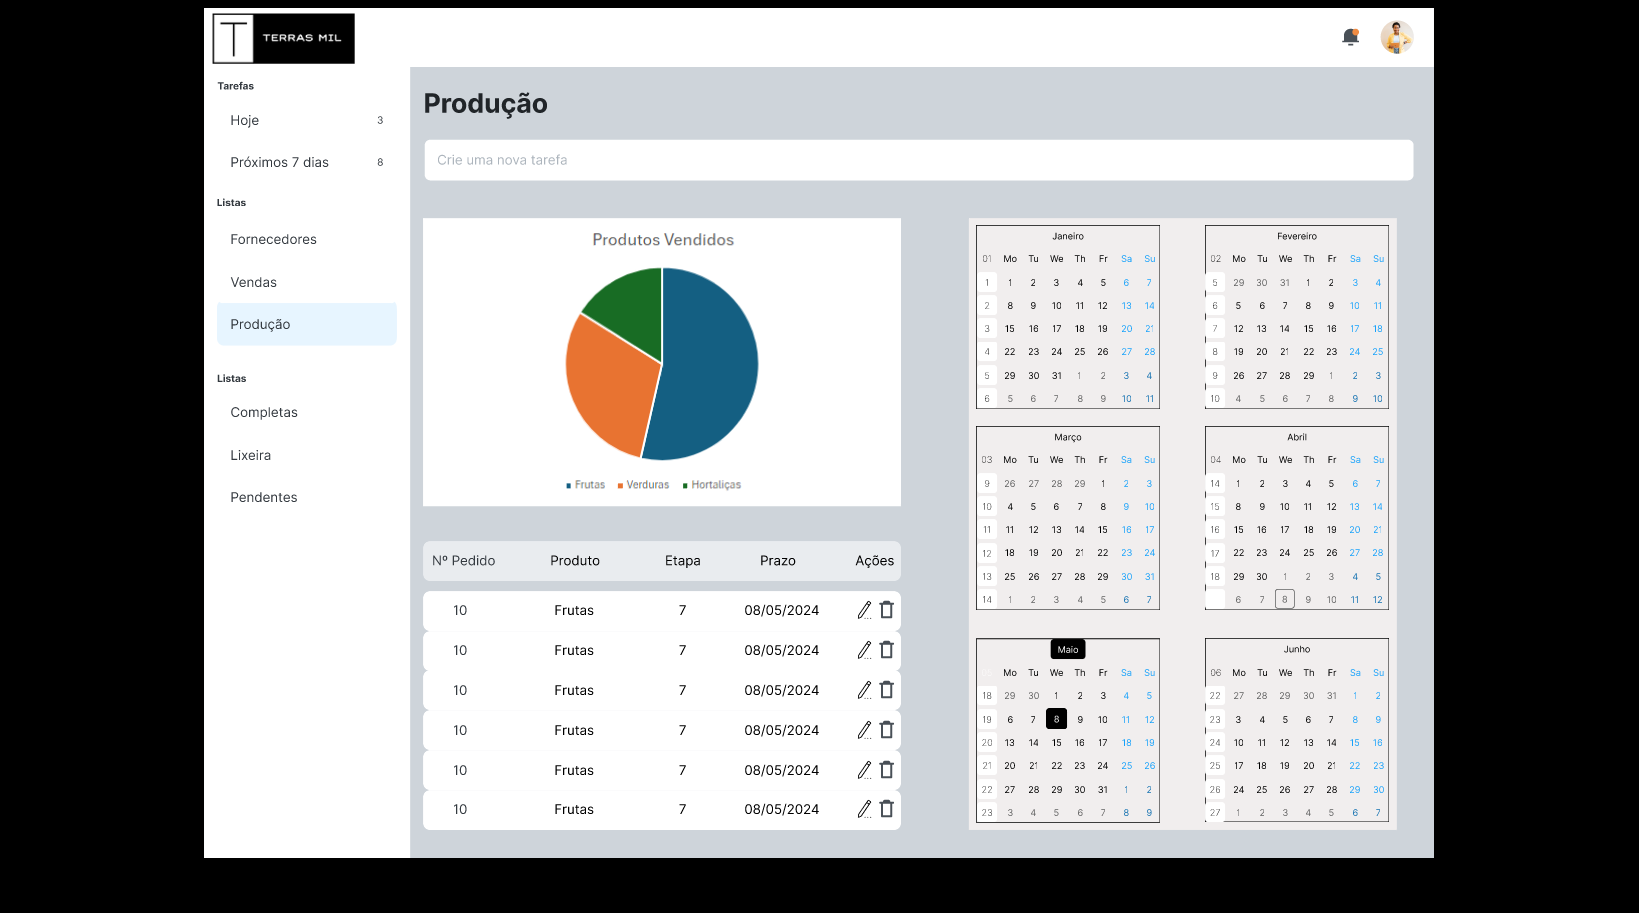 T TERRAS MIL
Tarefas
Hoje 3
Próximos 7 dias 8
Listas
Fornecedores
Vendas
Produção
Listas
Completas
Lixeira
Pendentes
Produção
Crie uma nova tarefa
Produtos Vendidos
Frutas Verduras Hortaliças
Nº Pedido Produto Etapa Prazo Ações
10 Frutas 7 08/05/2024
10 Frutas 7 08/05/2024
10 Frutas 7 08/05/2024
10 Frutas 7 08/05/2024
10 Frutas 7 08/05/2024
10 Frutas 7 08/05/2024
Janeiro
01 Mo Tu We Th Fr Sa Su
1 1 2 3 4 5 6 7
2 8 9 10 11 12 13 14
3 15 16 17 18 19 20 21
4 22 23 24 25 26 27 28
5 29 30 31 1 2 3 4
6 5 6 7 8 9 10 11
Fevereiro
02 Mo Tu We Th Fr Sa Su
5 29 30 31 1 2 3 4
6 5 6 7 8 9 10 11
7 12 13 14 15 16 17 18
8 19 20 21 22 23 24 25
9 26 27 28 29 1 2 3
10 4 5 6 7 8 9 10
Março
03 Mo Tu We Th Fr Sa Su
9 26 27 28 29 1 2 3
10 4 5 6 7 8 9 10
11 11 12 13 14 15 16 17
12 18 19 20 21 22 23 24
13 25 26 27 28 29 30 31
14 1 2 3 4 5 6 7
Abril
04 Mo Tu We Th Fr Sa Su
14 1 2 3 4 5 6 7
15 8 9 10 11 12 13 14
16 15 16 17 18 19 20 21
17 22 23 24 25 26 27 28
18 29 30 1 2 3 4 5
6 7 8 9 10 11 12
Maio
Mo Tu We Th Fr Sa Su
18 29 30 1 2 3 4 5
19 6 7 8 9 10 11 12
20 13 14 15 16 17 18 19
21 20 21 22 23 24 25 26
22 27 28 29 30 31 1 2
23 3 4 5 6 7 8 9
Junho
06 Mo Tu We Th Fr Sa Su
22 27 28 29 30 31 1 2
23 3 4 5 6 7 8 9
24 10 11 12 13 14 15 16
25 17 18 19 20 21 22 23
26 24 25 26 27 28 29 30
27 1 2 3 4 5 6 7